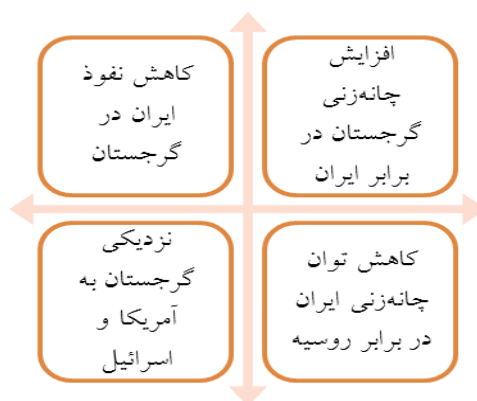 افزایش
چانه‌زنی
گرجستان در
برابر ایران
کاهش نفوذ
ایران در
گرجستان
کاهش توان
چانه‌زنی ایران
در برابر روسیه
نزدیکی
گرجستان به
آمریکا و
اسرائیل